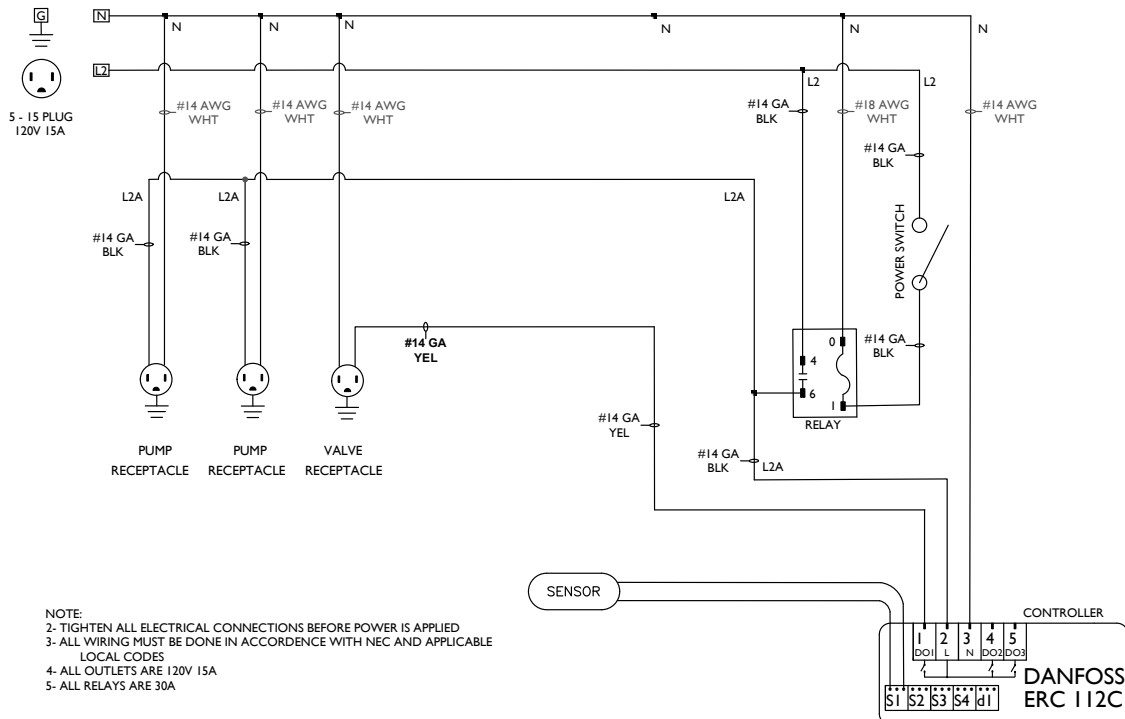 G
N
N
N
N
N
N
N
L2
L2
L2
5 - 15 PLUG
120V 15A
#14 AWG
WHT
#14 AWG
WHT
#14 AWG
WHT
#14 GA
BLK
#18 AWG
WHT
#14 AWG
WHT
#14 GA
BLK
L2A
L2A
L2A
#14 GA
BLK
#14 GA
BLK
POWER SWITCH
#14 GA
YEL
#14 GA
BLK
0
4
6
1
RELAY
#14 GA
YEL
PUMP
RECEPTACLE
PUMP
RECEPTACLE
VALVE
RECEPTACLE
#14 GA
BLK
L2A
SENSOR
NOTE:
2- TIGHTEN ALL ELECTRICAL CONNECTIONS BEFORE POWER IS APPLIED
3- ALL WIRING MUST BE DONE IN ACCORDANCE WITH NEC AND APPLICABLE
LOCAL CODES
4- ALL OUTLETS ARE 120V 15A
5- ALL RELAYS ARE 30A
CONTROLLER
1 2 3 4 5
DO1 L N DO2 DO3
DANFOSS
ERC 112C
S1 S2 S3 S4 d1